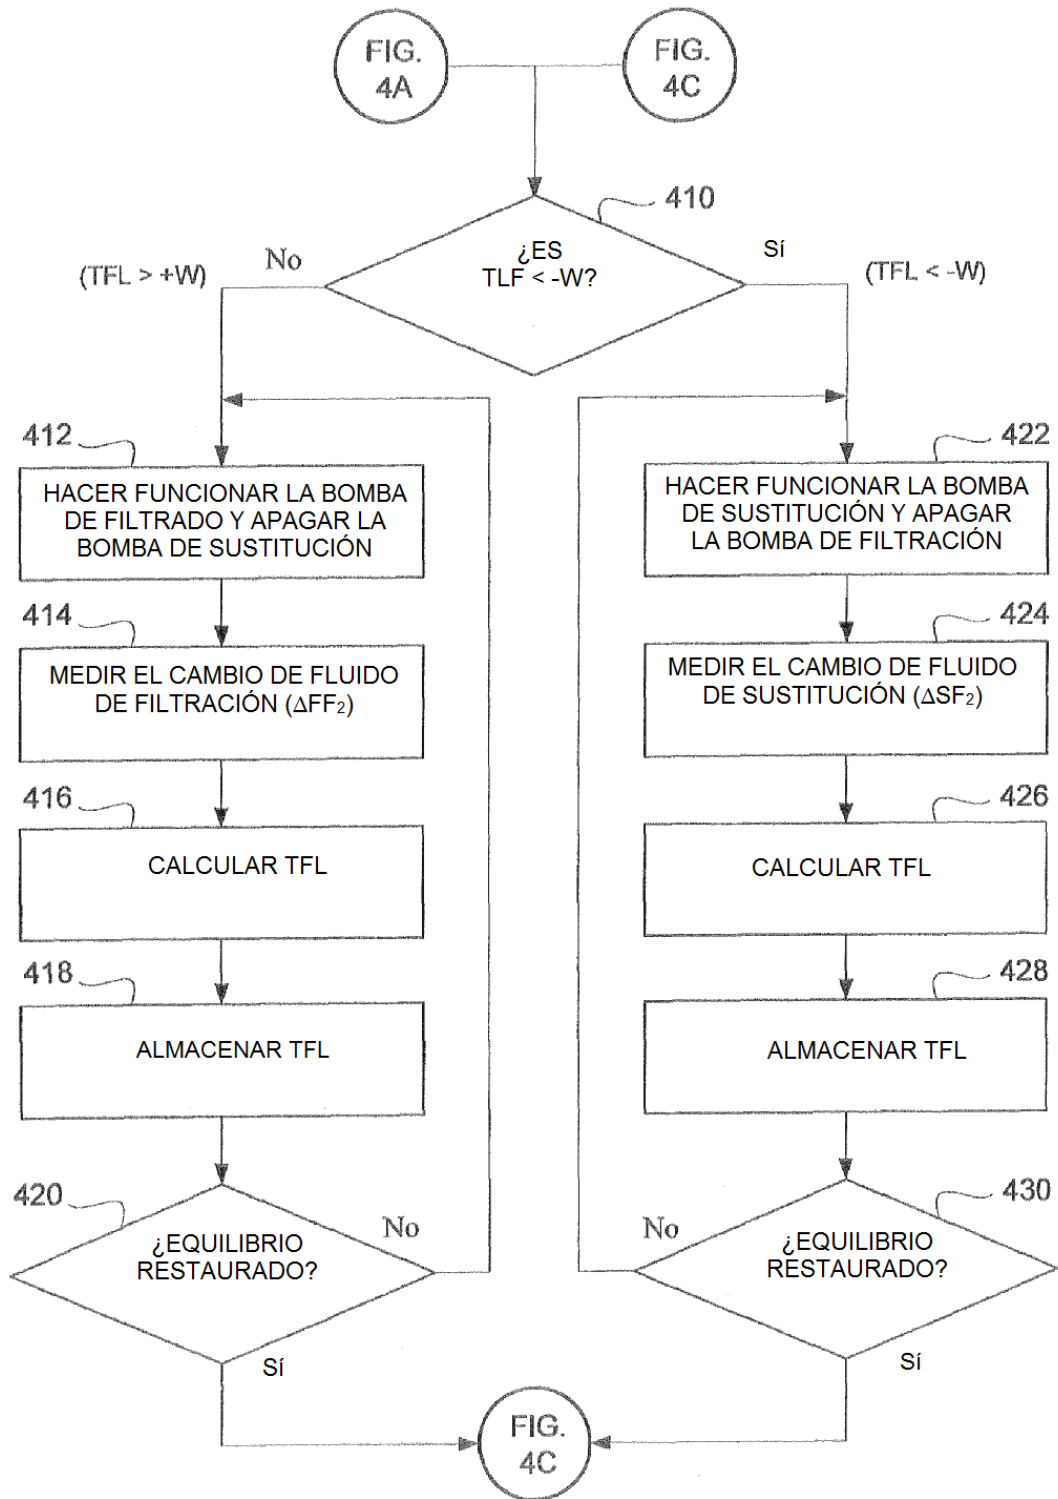 FIG.
4A
FIG.
4C
410
¿ES
TLF < -W?
No
Sí
(TFL > +W)
(TFL < -W)
412
HACER FUNCIONAR LA BOMBA
DE FILTRADO Y APAGAR LA
BOMBA DE SUSTITUCIÓN
414
MEDIR EL CAMBIO DE FLUIDO
DE FILTRACIÓN (∆FF₂)
416
CALCULAR TFL
418
ALMACENAR TFL
420
¿EQUILIBRIO
RESTAURADO?
No
Sí
422
HACER FUNCIONAR LA BOMBA
DE SUSTITUCIÓN Y APAGAR
LA BOMBA DE FILTRACIÓN
424
MEDIR EL CAMBIO DE FLUIDO
DE SUSTITUCIÓN (∆SF₂)
426
CALCULAR TFL
428
ALMACENAR TFL
430
¿EQUILIBRIO
RESTAURADO?
No
Sí
FIG.
4C